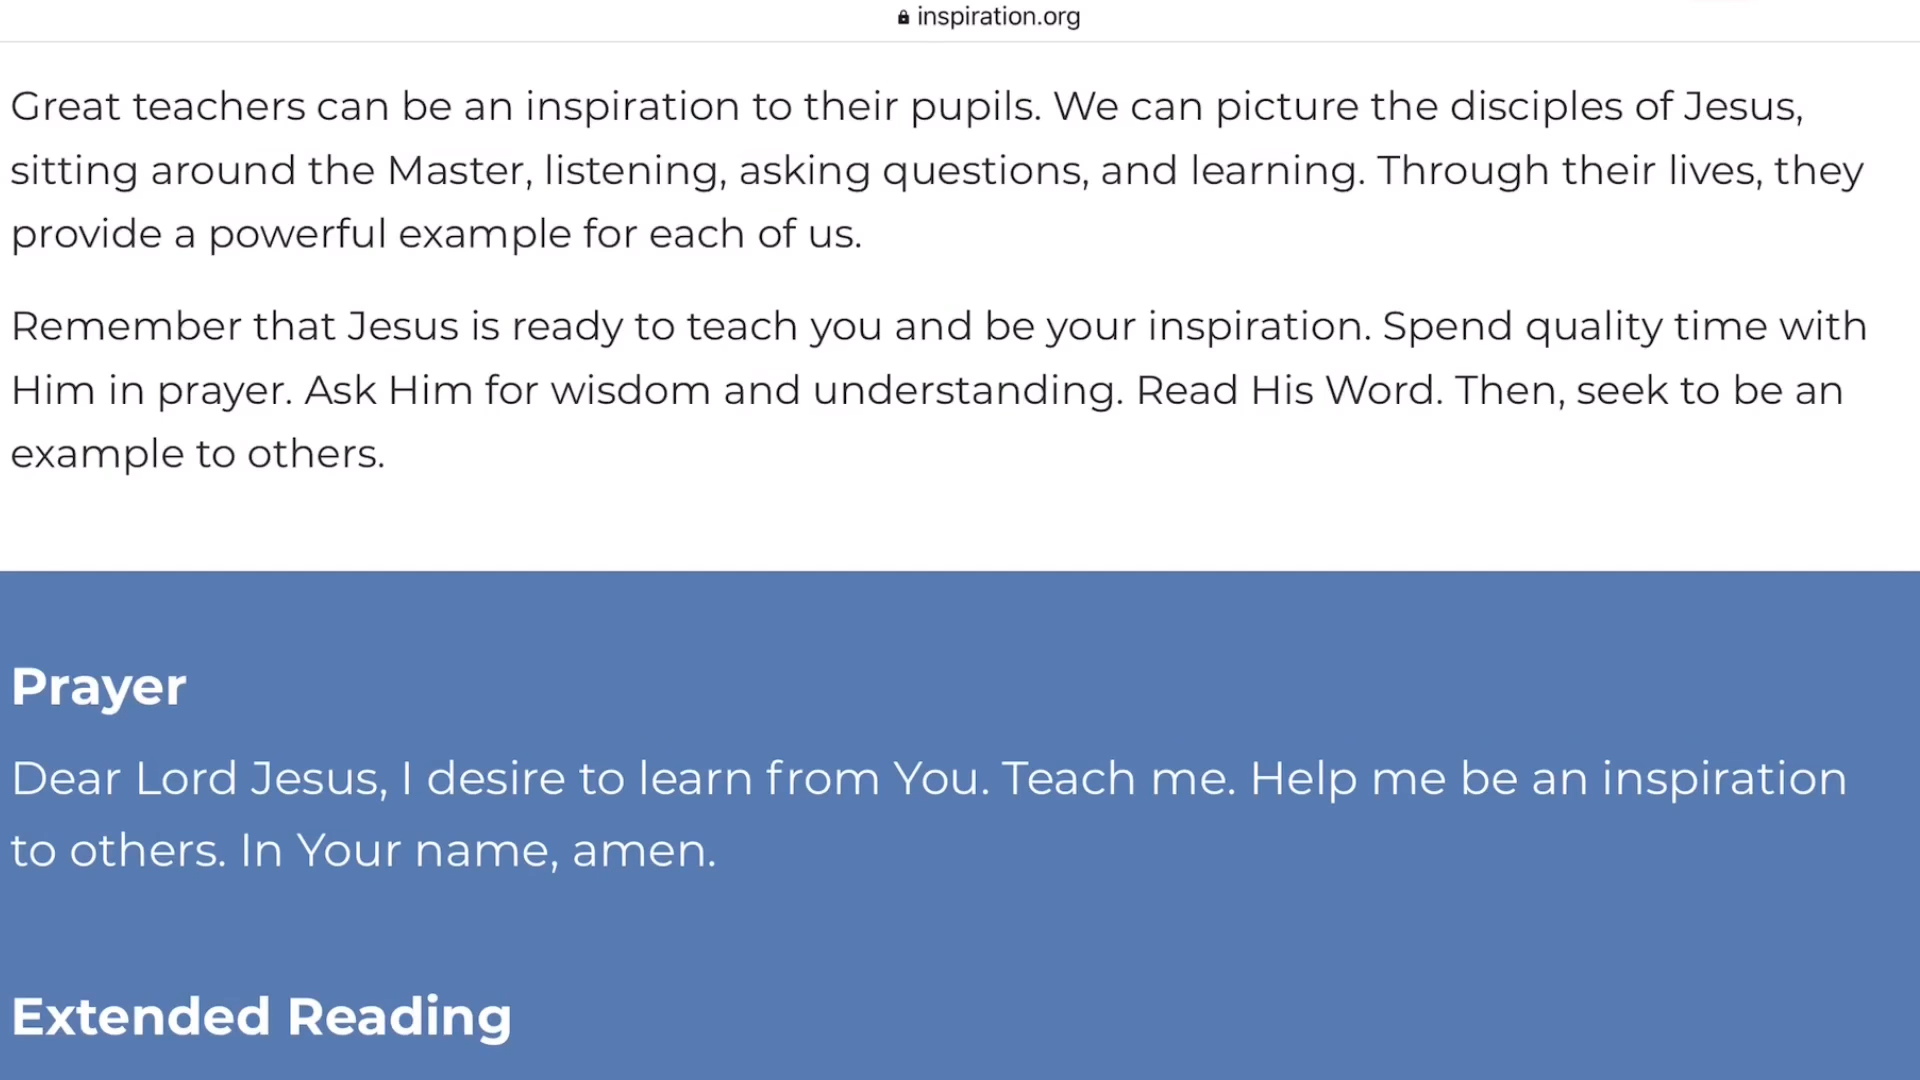 inspiration.org
Great teachers can be an inspiration to their pupils. We can picture the disciples of Jesus,
sitting around the Master, listening, asking questions, and learning. Through their lives, they
provide a powerful example for each of us.
Remember that Jesus is ready to teach you and be your inspiration. Spend quality time with
Him in prayer. Ask Him for wisdom and understanding. Read His Word. Then, seek to be an
example to others.
Prayer
Dear Lord Jesus, I desire to learn from You. Teach me. Help me be an inspiration
to others. In Your name, amen.
Extended Reading